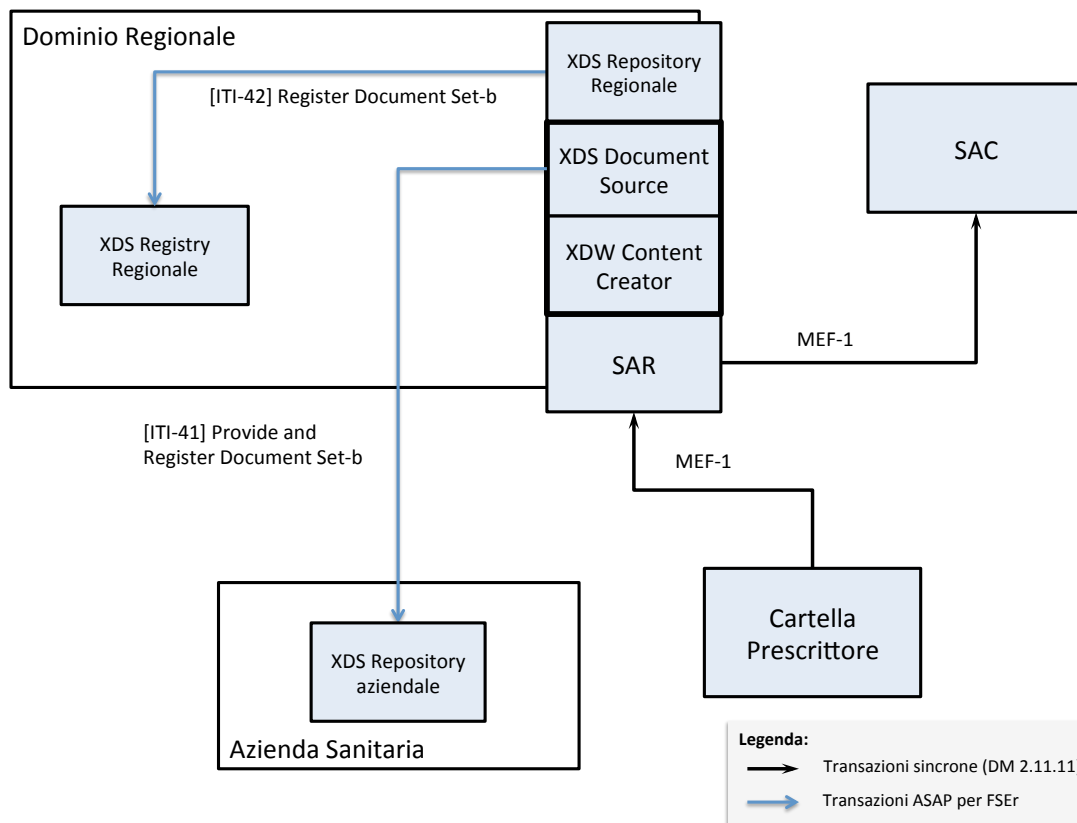 Dominio Regionale
XDS Repository
Regionale
[ITI-42] Register Document Set-b
XDS Document
Source
SAC
XDS Registry
Regionale
XDW Content
Creator
MEF-1
SAR
[ITI-41] Provide and
Register Document Set-b
MEF-1
Cartella
Prescrittore
XDS Repository
aziendale
Azienda Sanitaria
Legenda:
Transazioni sincrone (DM 2.11.11)
Transazioni ASAP per FSEr